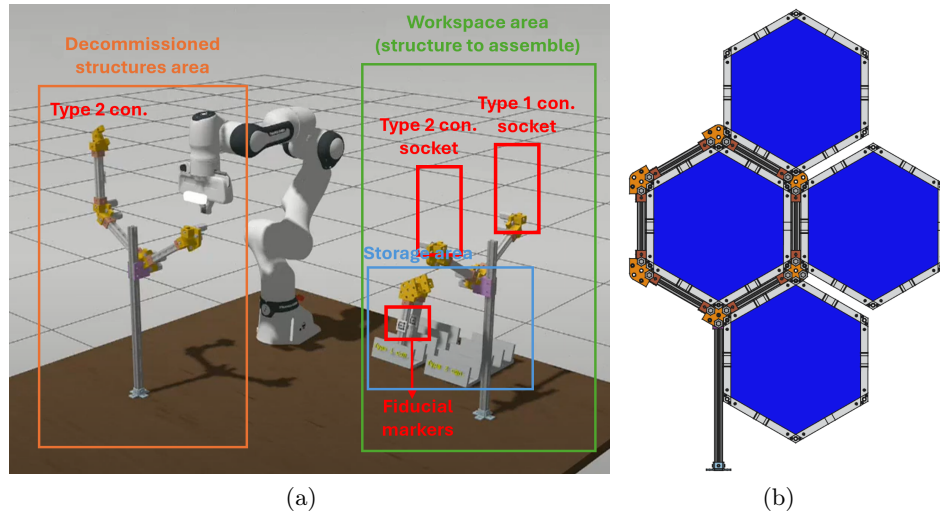 Decommissioned
structures area
Workspace area
(structure to assemble)
Type 2 con.
Type 2 con.
socket
Type 1 con.
socket
Storage area
Fiducial
markers
(a)
(b)